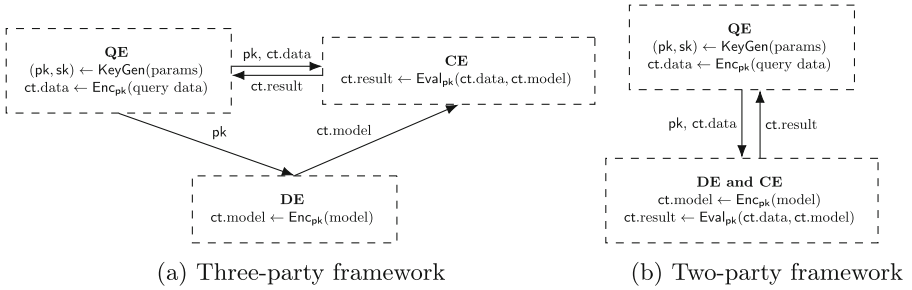 QE
(pk, sk) ← KeyGen(params)
ct.data ← Enc_pk(query data)
pk, ct.data
ct.result
CE
ct.result ← Eval_pk(ct.data, ct.model)
pk
ct.model
DE
ct.model ← Enc_pk(model)
(a) Three-party framework
QE
(pk, sk) ← KeyGen(params)
ct.data ← Enc_pk(query data)
pk, ct.data
ct.result
DE and CE
ct.model ← Enc_pk(model)
ct.result ← Eval_pk(ct.data, ct.model)
(b) Two-party framework